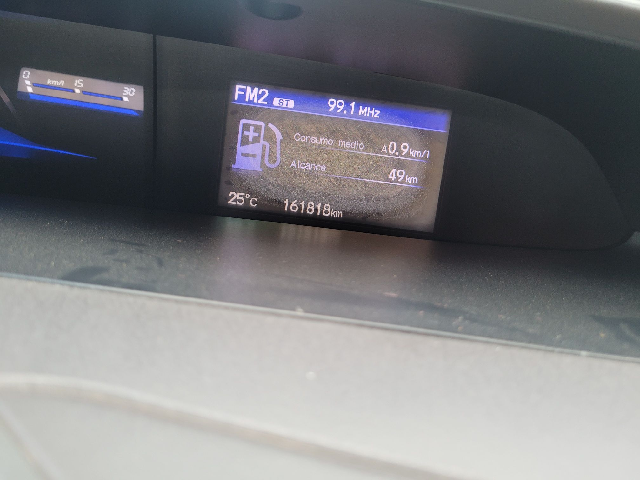 0 km/l 15 30
FM2 ST 99.1 MHz
Consumo medio A 0.9 km/l
Alcance 49 km
25°C 161818 km